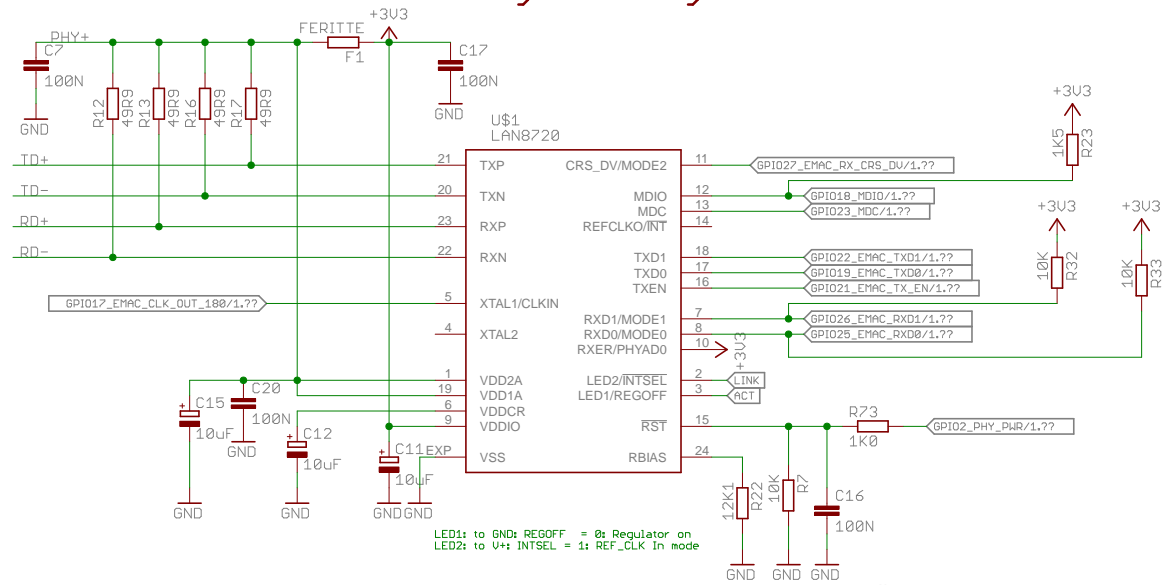 +3V3
FERITTE
F1
PHY+
C7
100N
GND
R12
49R9
R13
49R9
R16
49R9
R17
49R9
C17
100N
GND
U$1
LAN8720
TD+
TD-
RD+
RD-
21 TXP
20 TXN
23 RXP
22 RXN
GPIO17_EMAC_CLK_OUT_180/1.??
5 XTAL1/CLKIN
4 XTAL2
1 VDD2A
19 VDD1A
6 VDDCR
9 VDDIO
EXP VSS
CRS_DV/MODE2 11
GPIO27_EMAC_RX_CRS_DV/1.??
MDIO 12
GPIO18_MDIO/1.??
MDC 13
GPIO23_MDC/1.??
REFCLKO/INT 14
TXD1 18
GPIO22_EMAC_TXD1/1.??
TXD0 17
GPIO19_EMAC_TXD0/1.??
TXEN 16
GPIO21_EMAC_TX_EN/1.??
RXD1/MODE1 7
GPIO26_EMAC_RXD1/1.??
RXD0/MODE0 8
GPIO25_EMAC_RXD0/1.??
RXER/PHYAD0 10
+3V3
LED2/INTSEL 2
LINK
LED1/REGOFF 3
ACT
RST 15
RBIAS 24
+3V3
1K5
R23
+3V3
10K
R32
+3V3
10K
R33
R73
1K0
GPIO2_PHY_PWR/1.??
C15
10uF
GND
C20
100N
GND
C12
10uF
GND
C11
10uF
GND
GND
12K1
R22
GND
10K
R7
GND
C16
100N
GND
+
+
+
LED1: to GND: REGOFF = 0: Regulator on
LED2: to V+: INTSEL = 1: REF_CLK In mode